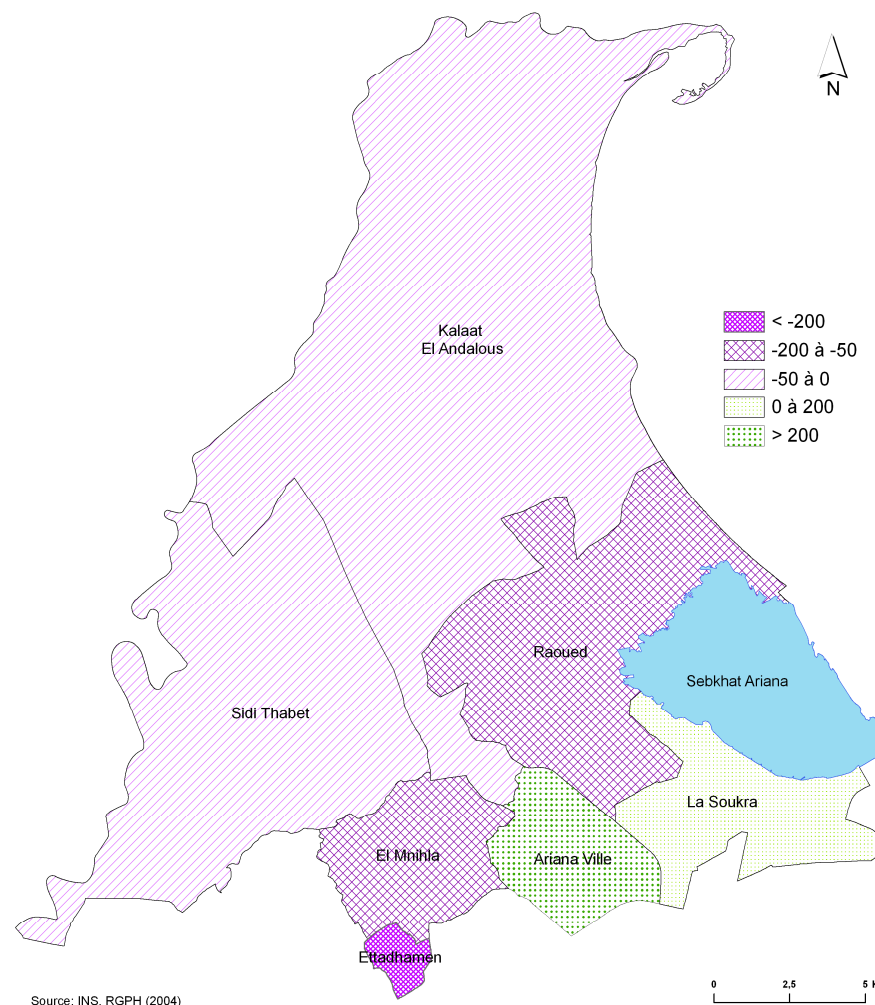 N
Kalaat
El Andalous
< -200
-200 à -50
-50 à 0
0 à 200
> 200
Raoued
Sebkhat Ariana
Sidi Thabet
La Soukra
El Mnihla
Ariana Ville
Ettadhamen
0 2,5 5 K
Source: INS, RGPH (2004)